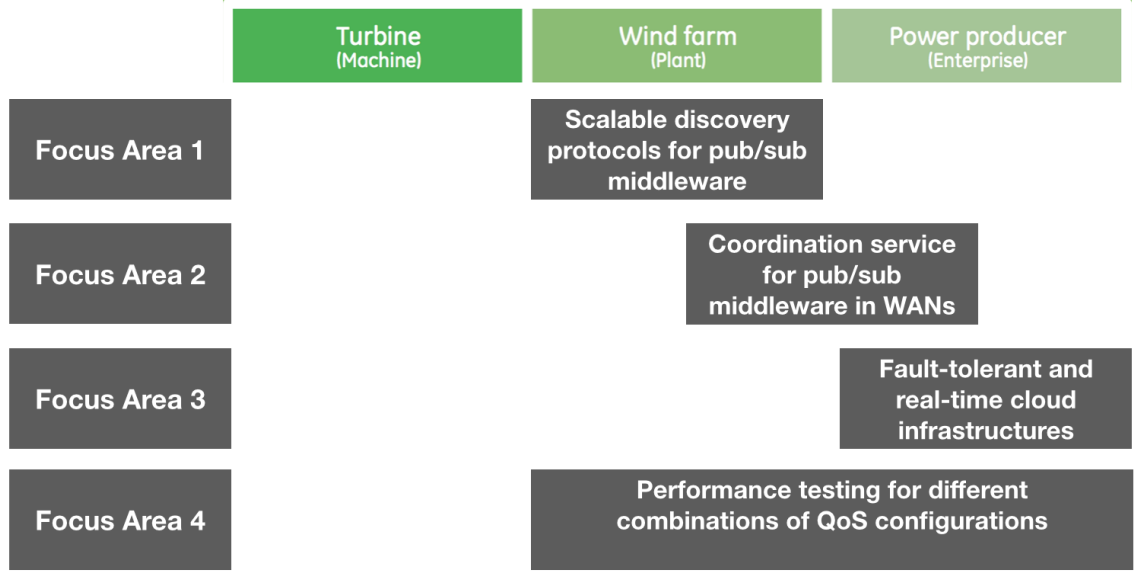 Turbine
(Machine)
Wind farm
(Plant)
Power producer
(Enterprise)
Focus Area 1
Scalable discovery
protocols for pub/sub
middleware
Focus Area 2
Coordination service
for pub/sub
middleware in WANs
Focus Area 3
Fault-tolerant and
real-time cloud
infrastructures
Focus Area 4
Performance testing for different
combinations of QoS configurations